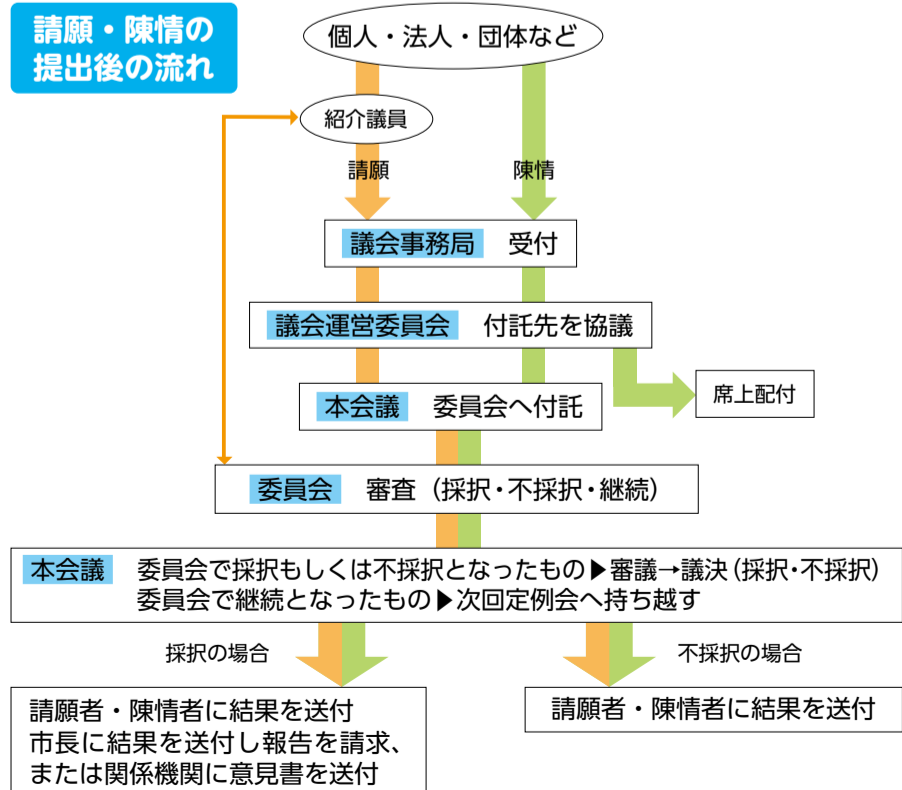 請願・陳情の
提出後の流れ
個人・法人・団体など
紹介議員
請願
陳情
議会事務局 受付
議会運営委員会 付託先を協議
席上配付
本会議 委員会へ付託
委員会 審査（採択・不採択・継続）
本会議 委員会で採択もしくは不採択となったもの▶審議→議決（採択・不採択）
委員会で継続となったもの▶次回定例会へ持ち越す
採択の場合
不採択の場合
請願者・陳情者に結果を送付
市長に結果を送付し報告を請求、
または関係機関に意見書を送付
請願者・陳情者に結果を送付